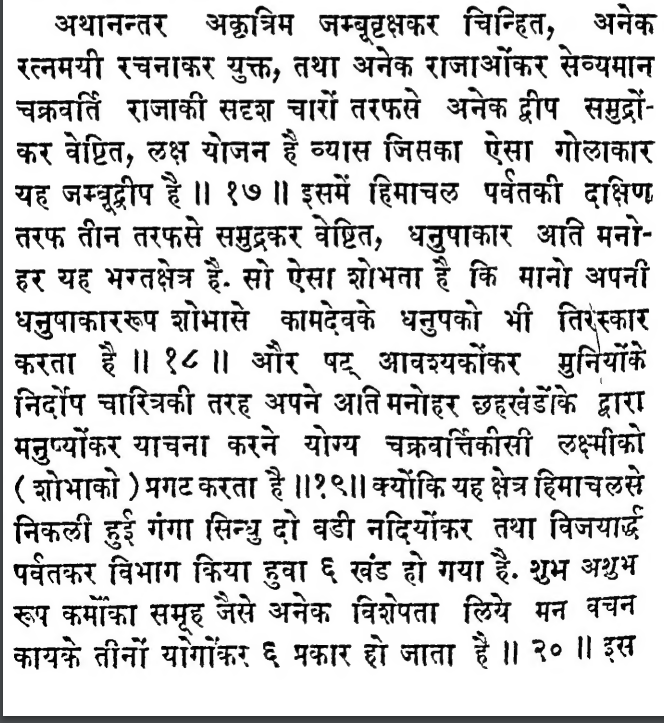 अथानन्तर अकृत्रिम जम्बूवृक्षकर चिन्हित, अनेक
रत्नमयी रचनाकर युक्त, तथा अनेक राजाओंकर सेव्यमान
चक्रवर्ति राजाकी सदृश चारों तरफसे अनेक द्वीप समुद्रों-
कर वेष्टित, लक्ष योजन है व्यास जिसका ऐसा गोलाकार
यह जम्बूद्वीप है ॥ १७ ॥ इसमें हिमाचल पर्वतकी दाक्षिण
तरफ तीन तरफसे समुद्रकर वेष्टित, धनुषाकार अति मनो-
हर यह भरतक्षेत्र है. सो ऐसा शोभता है कि मानो अपनी
धनुषाकाररूप शोभासे कामदेवके धनुषको भी तिरस्कार
करता है ॥ १८ ॥ और षट् आवश्यकोंकर मुनियोंके
निर्दोष चारित्रकी तरह अपने अति मनोहर छहखंडोंके द्वारा
मनुष्योंकर याचना करने योग्य चक्रवर्त्तिकीसी लक्ष्मीको
(शोभाको) प्रगट करता है ॥१९॥ क्योंकि यह क्षेत्र हिमाचलसे
निकली हुई गंगा सिन्धु दो बडी नदियोंकर तथा विजयार्द्ध
पर्वतकर विभाग किया हुवा ६ खंड हो गया है. शुभ अशुभ
रूप कर्मोंका समूह जैसे अनेक विशेषता लिये मन वचन
कायके तीनों योगोंकर ६ प्रकार हो जाता है ॥ २० ॥ इस